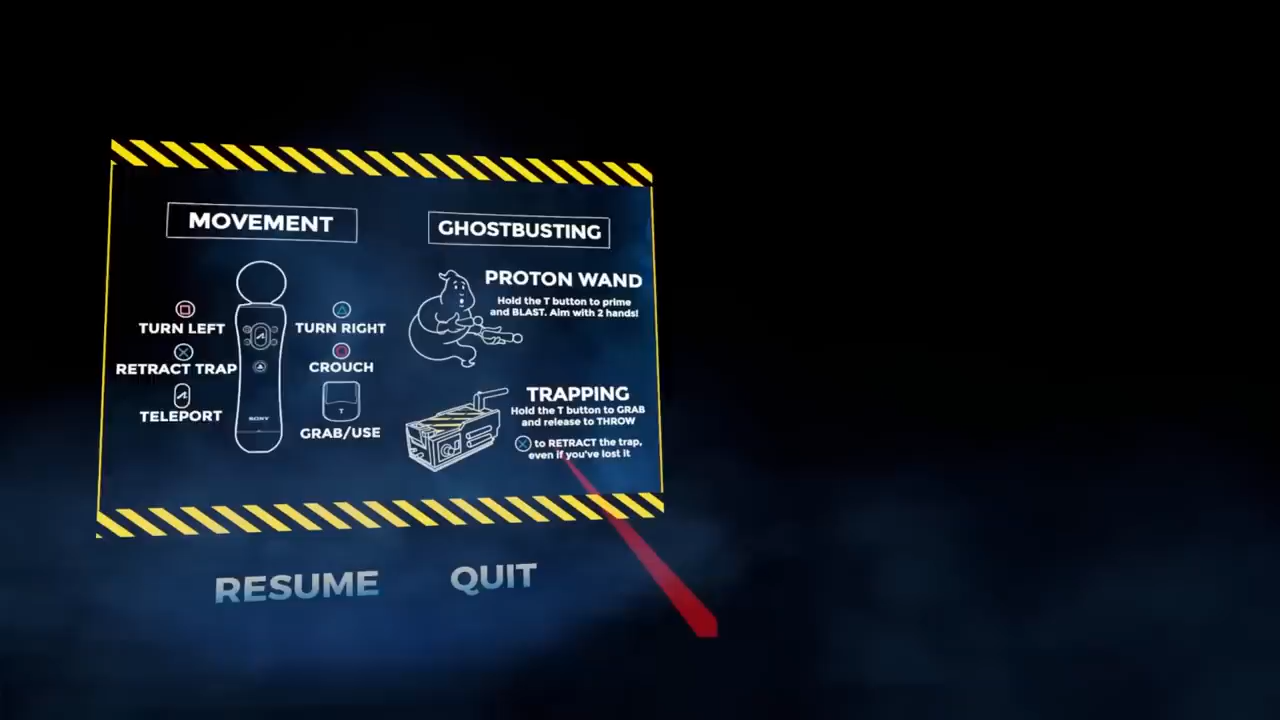 MOVEMENT
TURN LEFT
TURN RIGHT
RETRACT TRAP
CROUCH
TELEPORT
GRAB/USE
T
SONY
GHOSTBUSTING
PROTON WAND
Hold the T button to prime
and BLAST. Aim with 2 hands!
TRAPPING
Hold the T button to GRAB
and release to THROW
to RETRACT the trap,
even if you've lost it
RESUME
QUIT